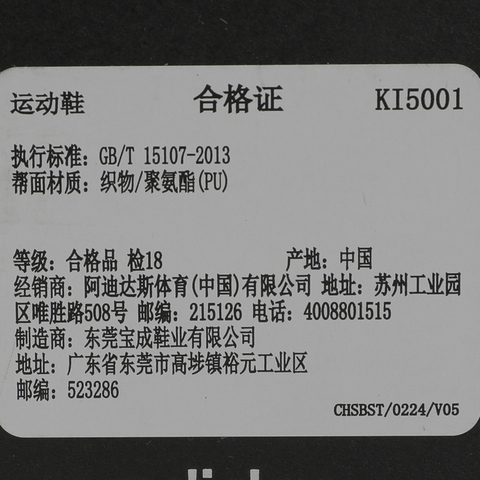 运动鞋 合格证 KI5001
执行标准：GB/T 15107-2013
帮面材质：织物/聚氨酯(PU)
等级：合格品 检18 产地：中国
经销商：阿迪达斯体育(中国)有限公司 地址：苏州工业园
区唯胜路508号 邮编：215126 电话：4008801515
制造商：东莞宝成鞋业有限公司
地址：广东省东莞市高埗镇裕元工业区
邮编：523286
CHSBST/0224/V05